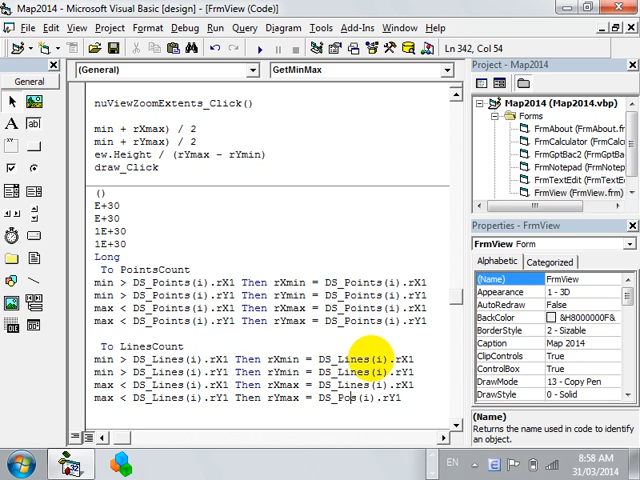 Map2014 - Microsoft Visual Basic [design] - [FrmView (Code)]
File Edit View Project Format Debug Run Query Diagram Tools Add-Ins Window Help
Ln 342, Col 54
General
(General)
GetMinMax
nuViewZoomExtents_Click()
min + rXmax) / 2
min + rYmax) / 2
ew.Height / (rYmax - rYmin)
draw_Click
()
E+30
E+30
1E+30
1E+30
Long
To PointsCount
min > DS_Points(i).rX1 Then rXmin = DS_Points(i).rX1
min > DS_Points(i).rY1 Then rYmin = DS_Points(i).rY1
max < DS_Points(i).rX1 Then rXmax = DS_Points(i).rX1
max < DS_Points(i).rY1 Then rYmax = DS_Points(i).rY1
To LinesCount
min > DS_Lines(i).rX1 Then rXmin = DS_Lines(i).rX1
min > DS_Lines(i).rY1 Then rYmin = DS_Lines(i).rY1
max < DS_Lines(i).rX1 Then rXmax = DS_Lines(i).rX1
max < DS_Lines(i).rY1 Then rYmax = DS_Pos(i).rY1
Project - Map2014
Map2014 (Map2014.vbp)
Forms
FrmAbout (FrmAbout.fr
FrmCalculator (FrmCalcu
FrmGptBac2 (FrmGptBa
FrmNotepad (FrmNotep
FrmTextEdit (FrmTextEd
FrmView (FrmView.frm)
Properties - FrmView
FrmView Form
Alphabetic Categorized
(Name) FrmView
Appearance 1 - 3D
AutoRedraw False
BackColor &H8000000F&
BorderStyle 2 - Sizable
Caption Map 2014
ClipControls True
ControlBox True
DrawMode 13 - Copy Pen
DrawStyle 0 - Solid
(Name)
Returns the name used in code to identify an object.
EN
8:58 AM
31/03/2014